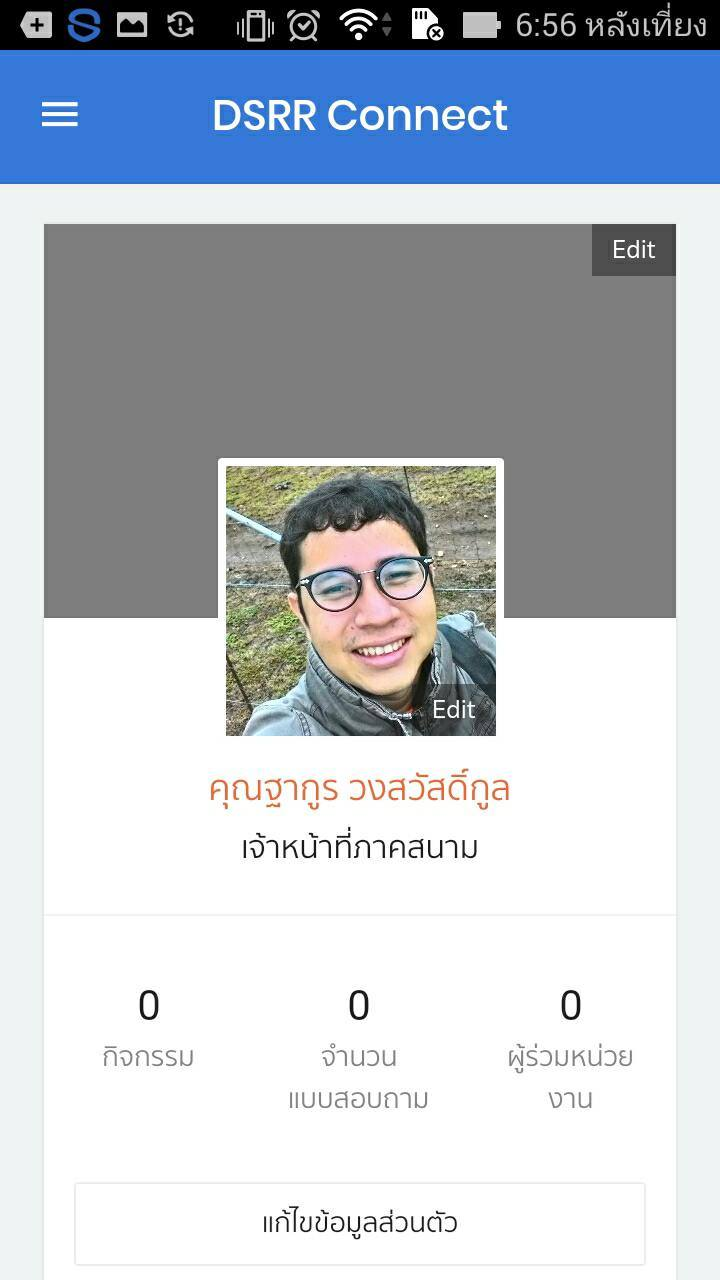 6:56 หลังเที่ยง
DSRR Connect
Edit
Edit
คุณฐากูร วงสวัสดิ์กูล
เจ้าหน้าที่ภาคสนาม
0
กิจกรรม
0
จำนวน
แบบสอบถาม
0
ผู้ร่วมหน่วย
งาน
แก้ไขข้อมูลส่วนตัว